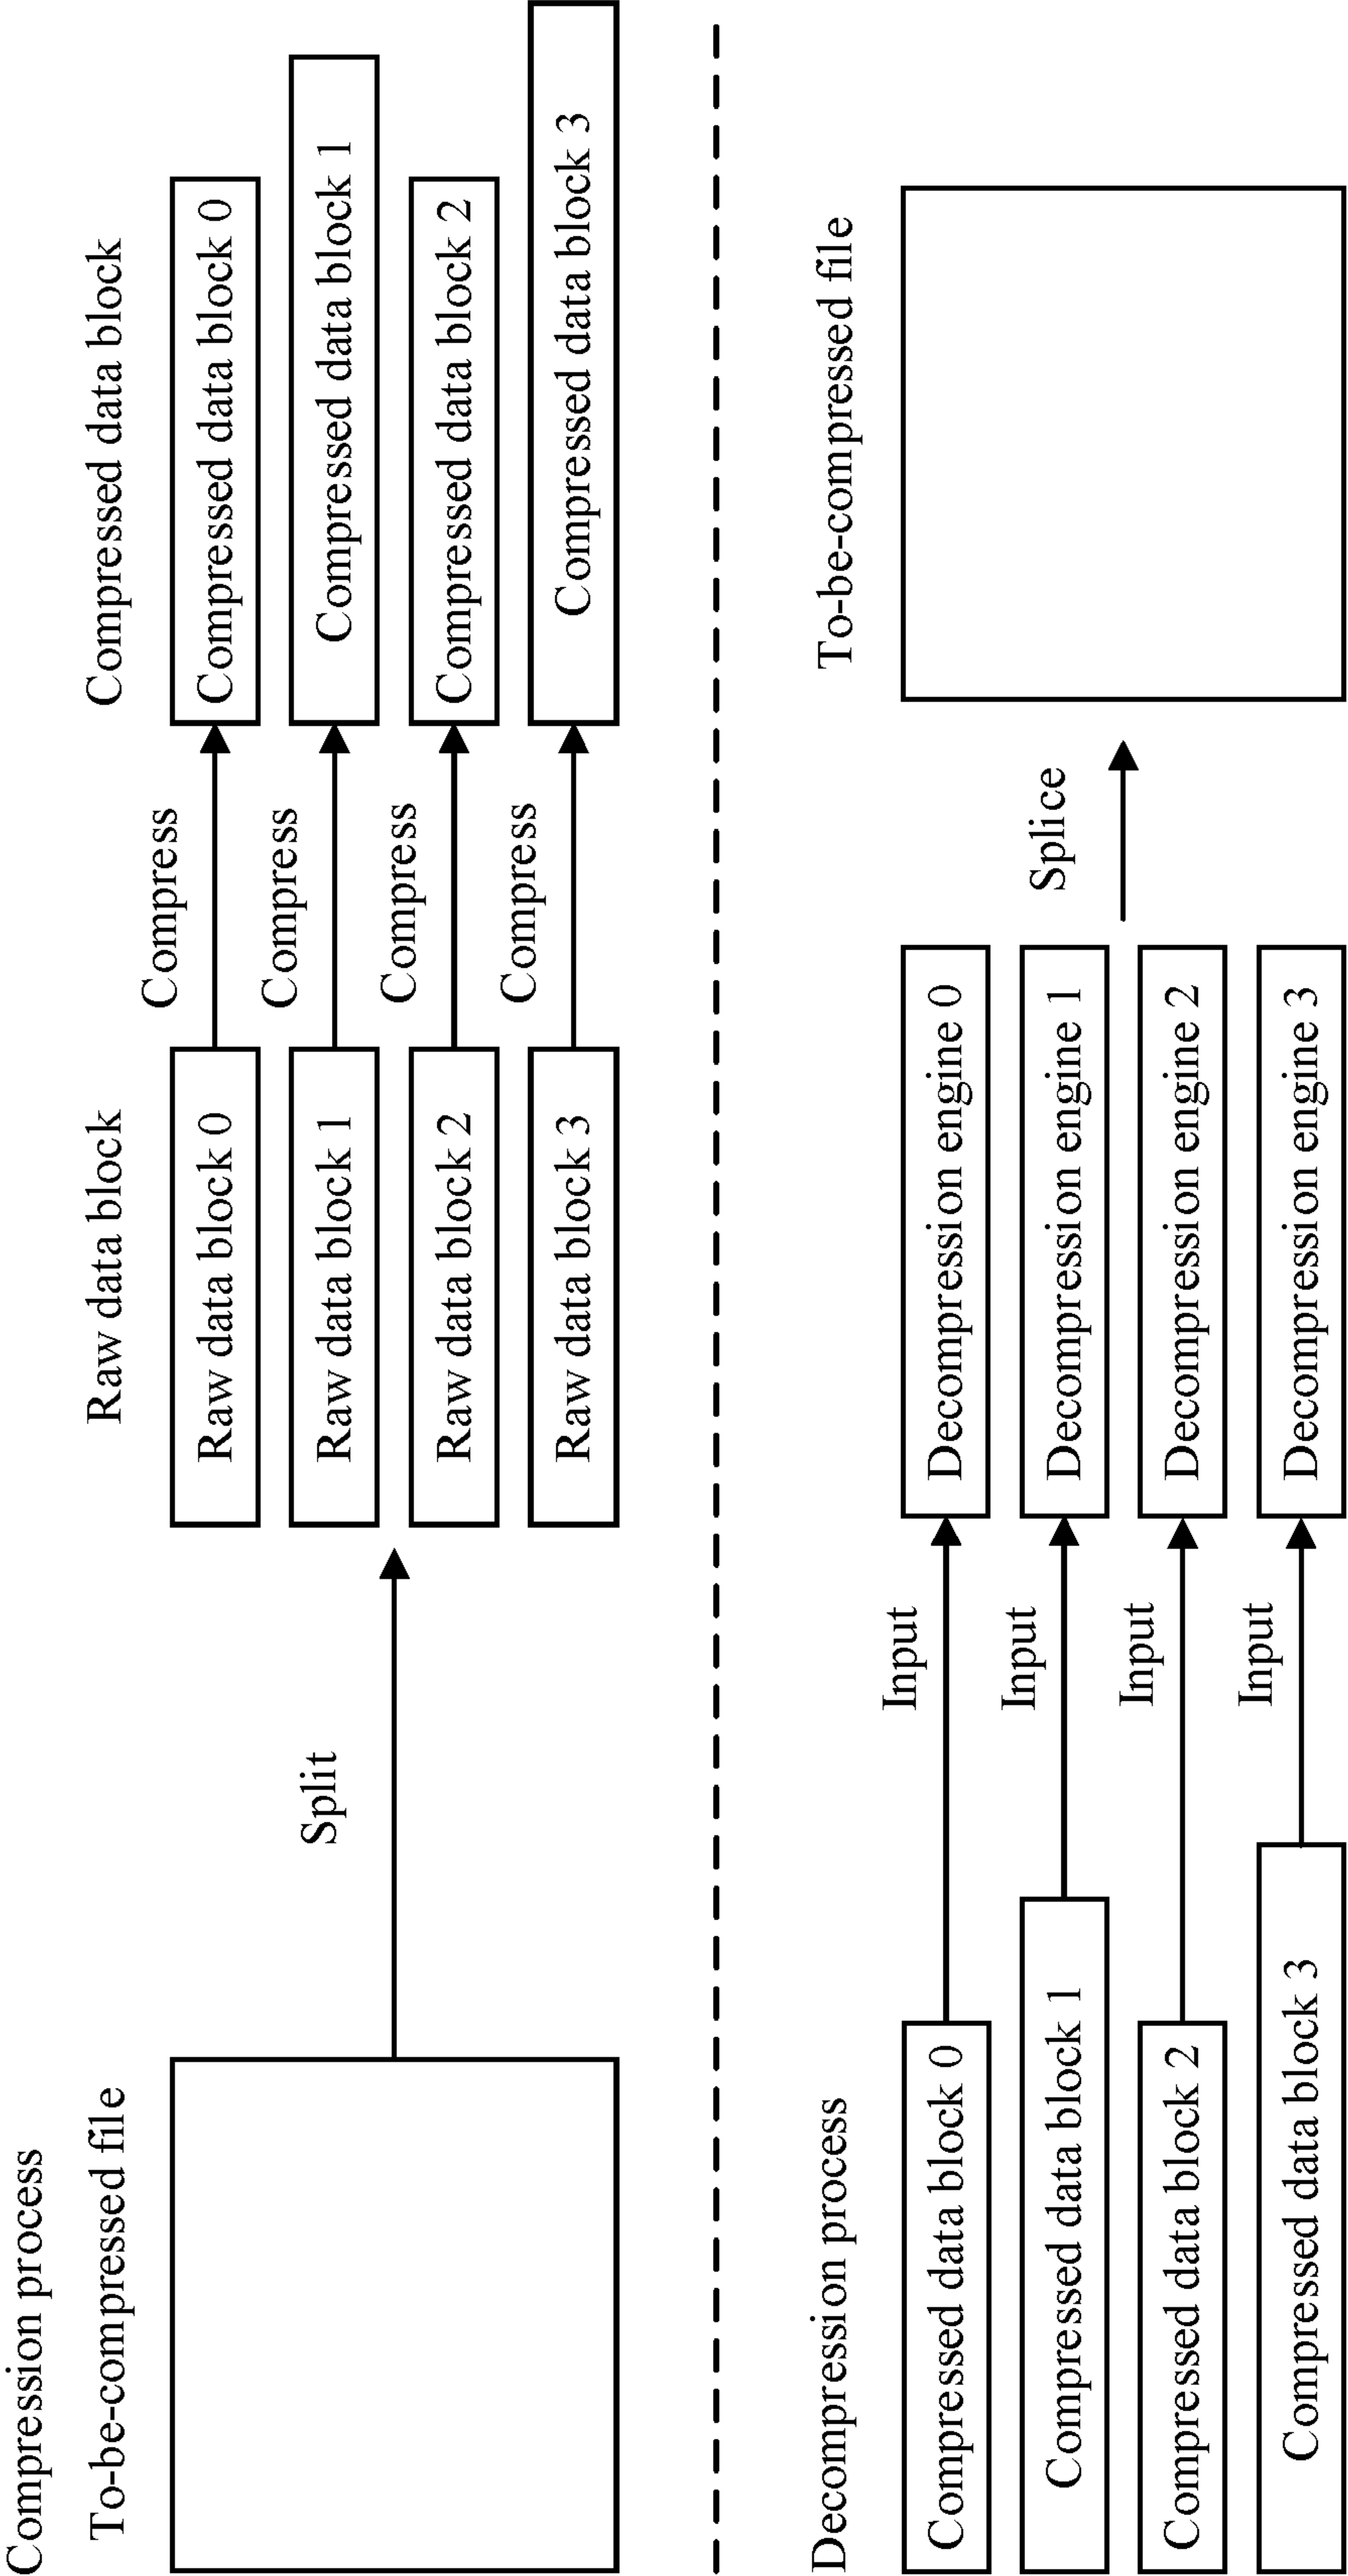 Compression process
To-be-compressed file
Split
Raw data block
Raw data block 0
Raw data block 1
Raw data block 2
Raw data block 3
Compress
Compress
Compress
Compress
Compressed data block
Compressed data block 0
Compressed data block 1
Compressed data block 2
Compressed data block 3
Decompression process
Compressed data block 0
Compressed data block 1
Compressed data block 2
Compressed data block 3
Input
Input
Input
Input
Decompression engine 0
Decompression engine 1
Decompression engine 2
Decompression engine 3
Splice
To-be-compressed file